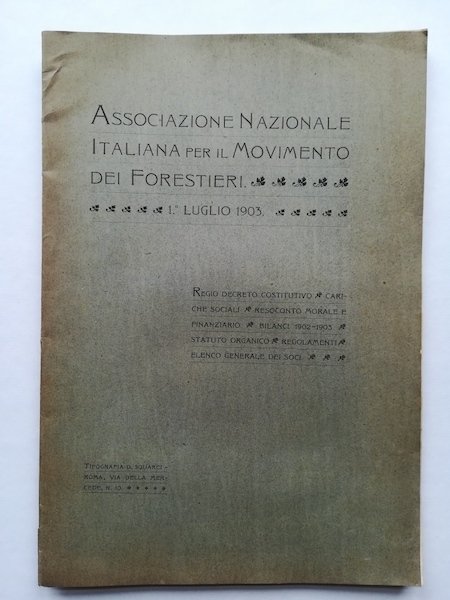 ASSOCIAZIONE NAZIONALE
ITALIANA PER IL MOVIMENTO
DEI FORESTIERI.
1.° LUGLIO 1903.
REGIO DECRETO COSTITUTIVO CARI-
CHE SOCIALI RESOCONTO MORALE E
FINANZIARIO BILANCI 1902-1903
STATUTO ORGANICO REGOLAMENTI
ELENCO GENERALE DEI SOCI.
TIPOGRAFIA D. SQUARCI -
ROMA, VIA DELLA MER-
CEDE, N.